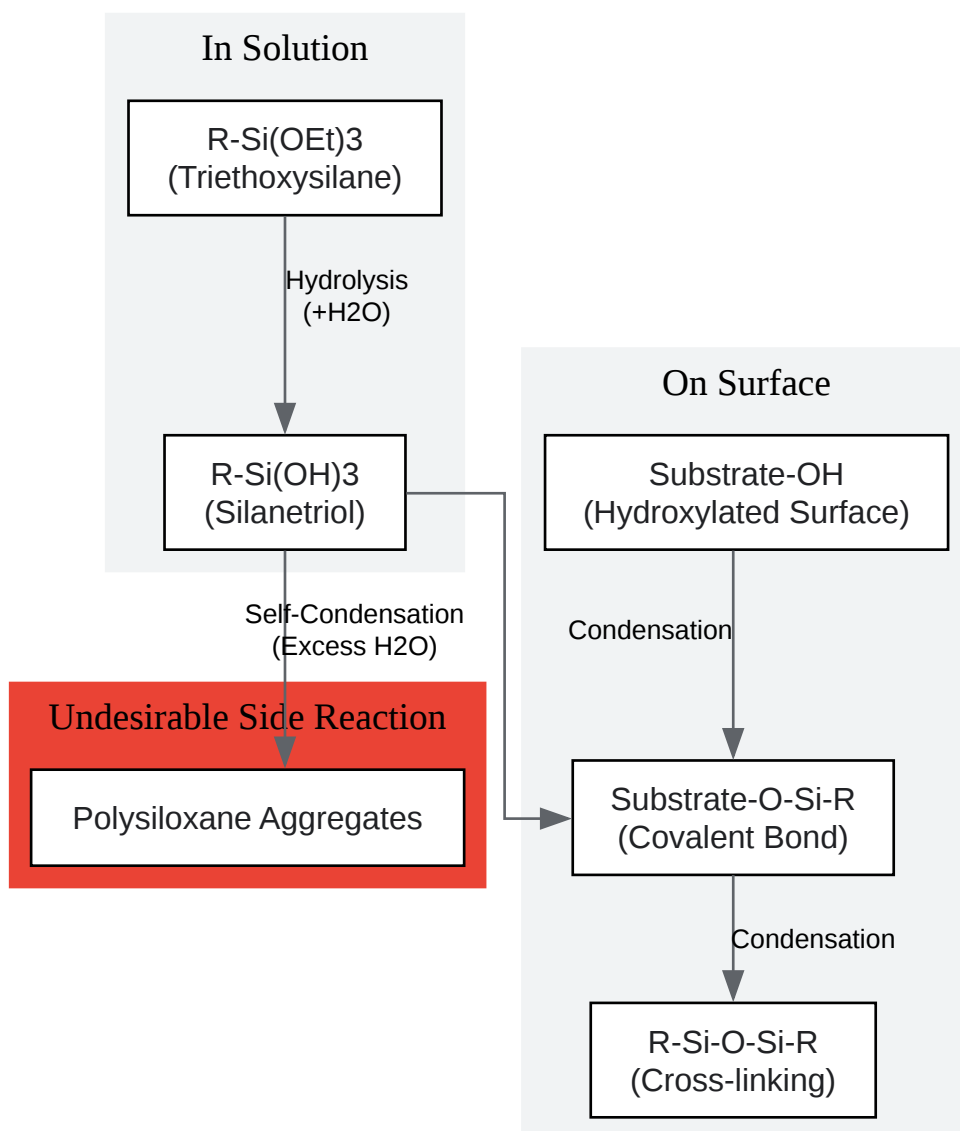 In Solution
R-Si(OEt)3
(Triethoxysilane)
Hydrolysis
(+H2O)
R-Si(OH)3
(Silanetriol)
Self-Condensation
(Excess H2O)
Undesirable Side Reaction
Polysiloxane Aggregates
On Surface
Substrate-OH
(Hydroxylated Surface)
Condensation
Substrate-O-Si-R
(Covalent Bond)
Condensation
R-Si-O-Si-R
(Cross-linking)